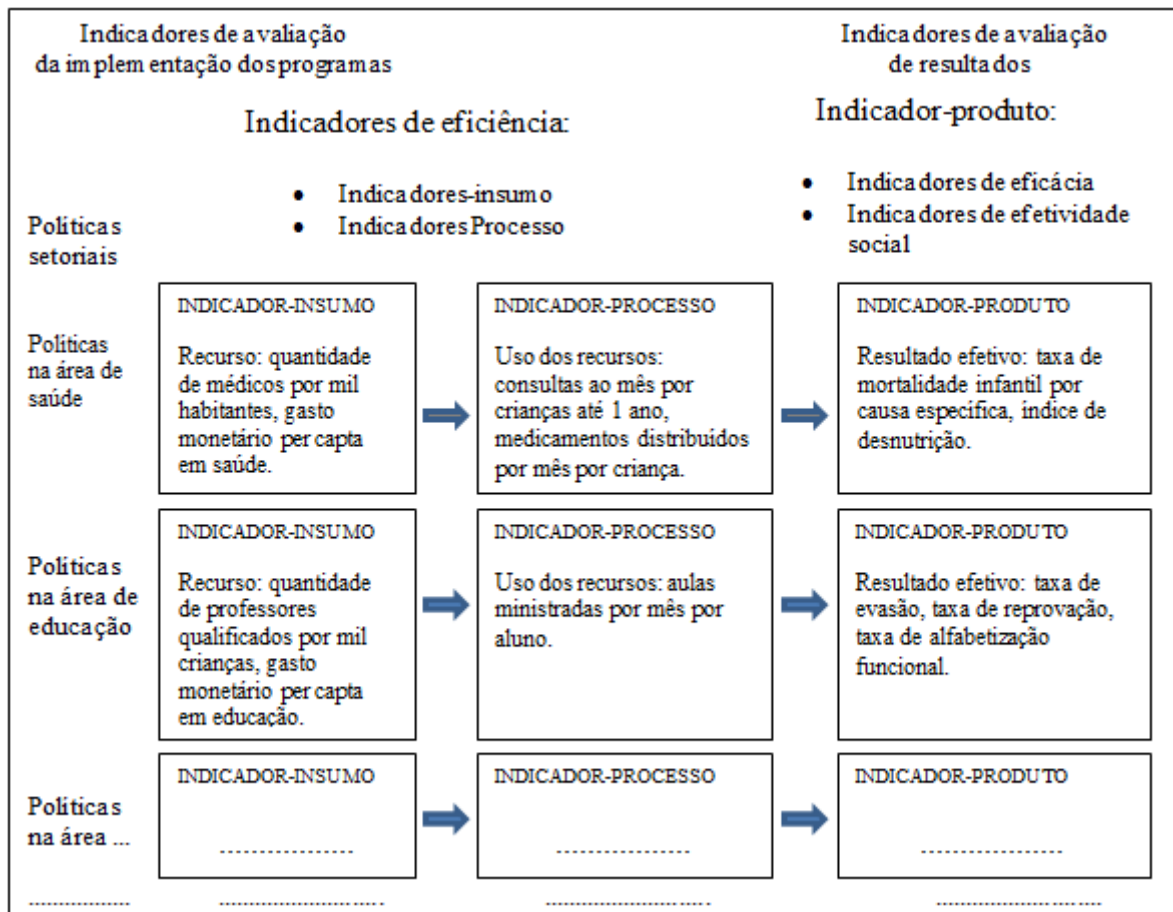 Indicadores de avaliação
da implementação dos programas
Indicadores de avaliação
de resultados
Indicadores de eficiência:
Indicador-produto:
• Indicadores-insumo
• Indicadores Processo
• Indicadores de eficácia
• Indicadores de efetividade
social
Políticas
setoriais
Políticas
na área de
saúde
INDICADOR-INSUMO
Recurso: quantidade
de médicos por mil
habitantes, gasto
monetário per capta
em saúde.
INDICADOR-PROCESSO
Uso dos recursos:
consultas ao mês por
crianças até 1 ano,
medicamentos distribuídos
por mês por criança.
INDICADOR-PRODUTO
Resultado efetivo: taxa de
mortalidade infantil por
causa específica, índice de
desnutrição.
Políticas
na área de
educação
INDICADOR-INSUMO
Recurso: quantidade
de professores
qualificados por mil
crianças, gasto
monetário per capta
em educação.
INDICADOR-PROCESSO
Uso dos recursos: aulas
ministradas por mês por
aluno.
INDICADOR-PRODUTO
Resultado efetivo: taxa de
evasão, taxa de reprovação,
taxa de alfabetização
funcional.
Políticas
na área ...
INDICADOR-INSUMO
-----------------
INDICADOR-PROCESSO
-----------------
INDICADOR-PRODUTO
------------------
.................. ............................ ............................ ............................